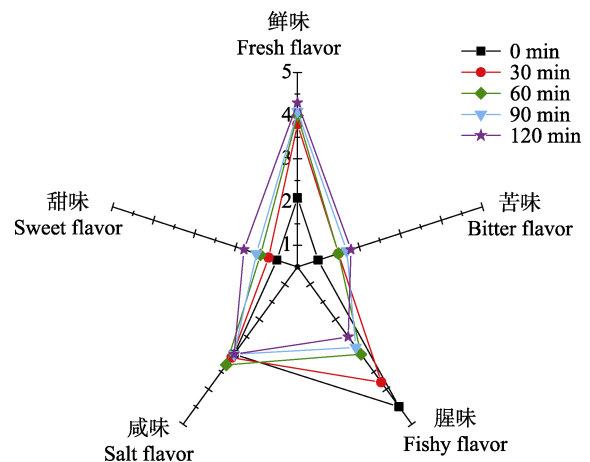 鲜味
Fresh flavor
0 min
30 min
60 min
90 min
120 min
5
4
3
2
1
甜味
Sweet flavor
苦味
Bitter flavor
咸味
Salt flavor
腥味
Fishy flavor